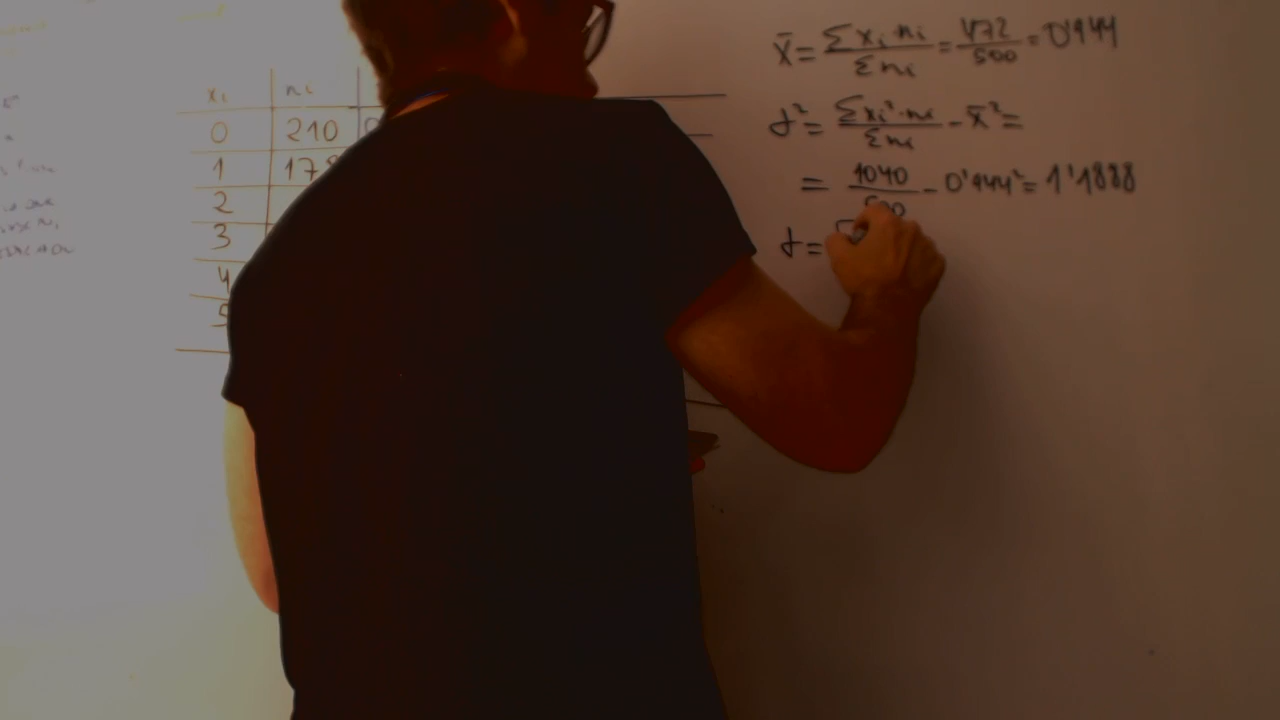 xi ni
0 210
1 178
2
3
4
5
x̄ = Σxi·ni / Σni = 472/500 = 0'944
σ² = Σxi²·ni / Σni - x̄² =
= 1040/500 - 0'944² = 1'1888
σ =